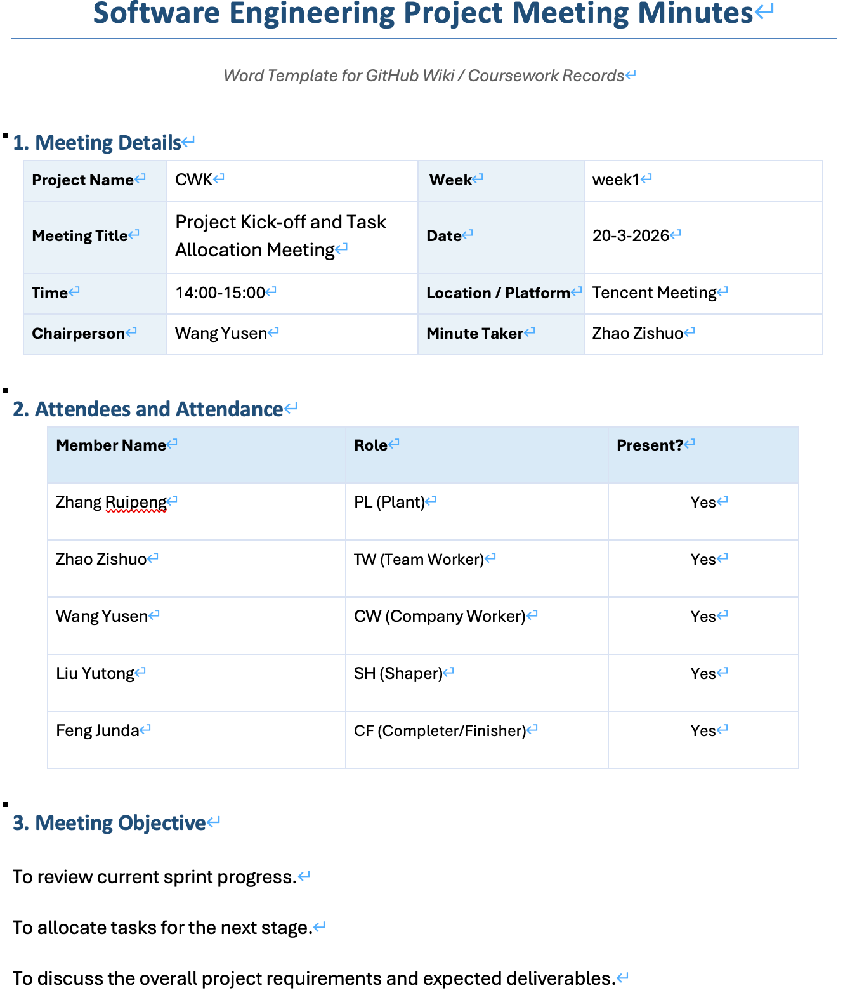 Software Engineering Project Meeting Minutes
Word Template for GitHub Wiki / Coursework Records
1. Meeting Details
Project Name CWK Week week1
Meeting Title Project Kick-off and Task Allocation Meeting Date 20-3-2026
Time 14:00-15:00 Location / Platform Tencent Meeting
Chairperson Wang Yusen Minute Taker Zhao Zishuo
2. Attendees and Attendance
Member Name Role Present?
Zhang Ruipeng PL (Plant) Yes
Zhao Zishuo TW (Team Worker) Yes
Wang Yusen CW (Company Worker) Yes
Liu Yutong SH (Shaper) Yes
Feng Junda CF (Completer/Finisher) Yes
3. Meeting Objective
To review current sprint progress.
To allocate tasks for the next stage.
To discuss the overall project requirements and expected deliverables.